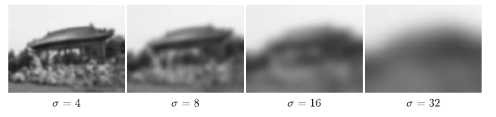 σ = 4 σ = 8 σ = 16 σ = 32